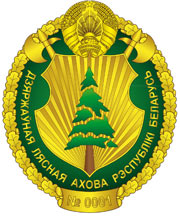 ДЗЯРЖАЎНАЯ ЛЯСНАЯ АХОВА РЭСПУБЛІКІ БЕЛАРУСЬ
№ 0001